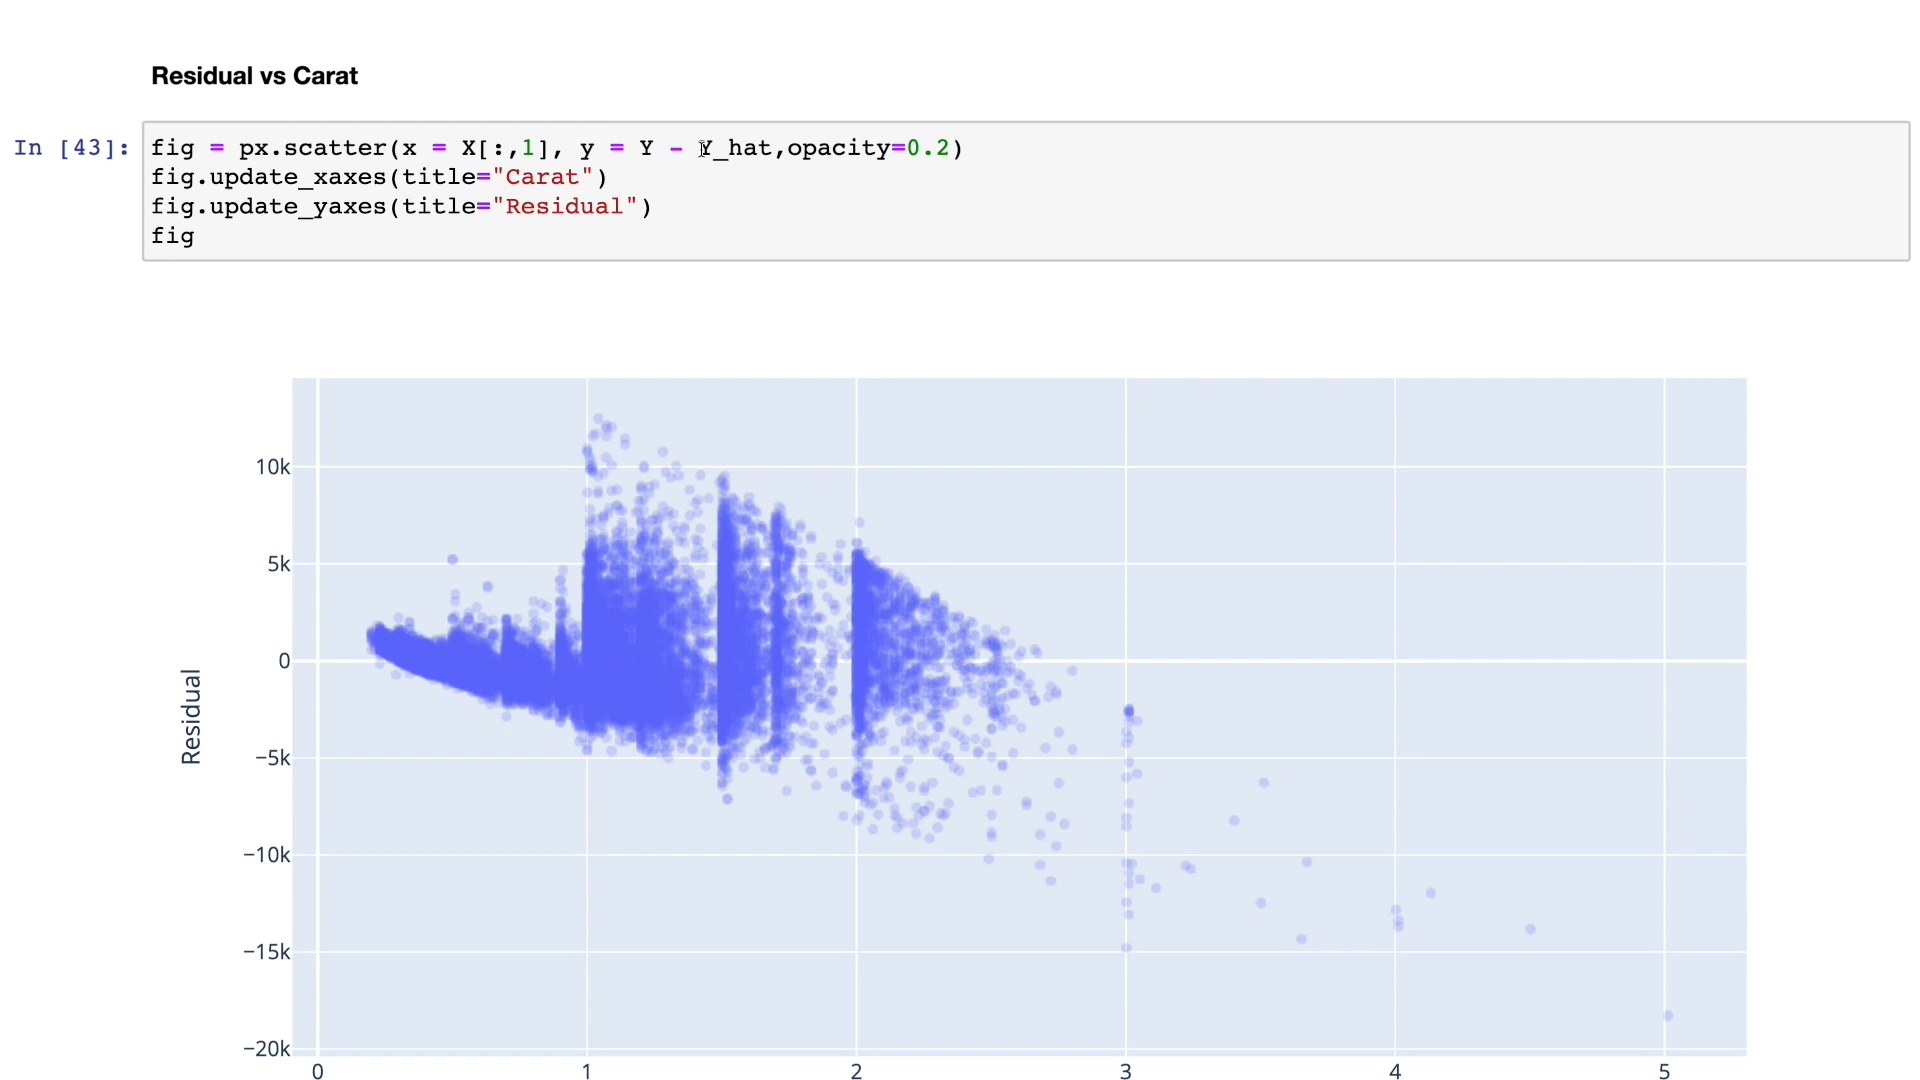 Residual vs Carat
In [43]:
fig = px.scatter(x = X[:,1], y = Y - Y_hat,opacity=0.2)
fig.update_xaxes(title="Carat")
fig.update_yaxes(title="Residual")
fig
10k
5k
0
−5k
−10k
−15k
−20k
Residual
0 1 2 3 4 5